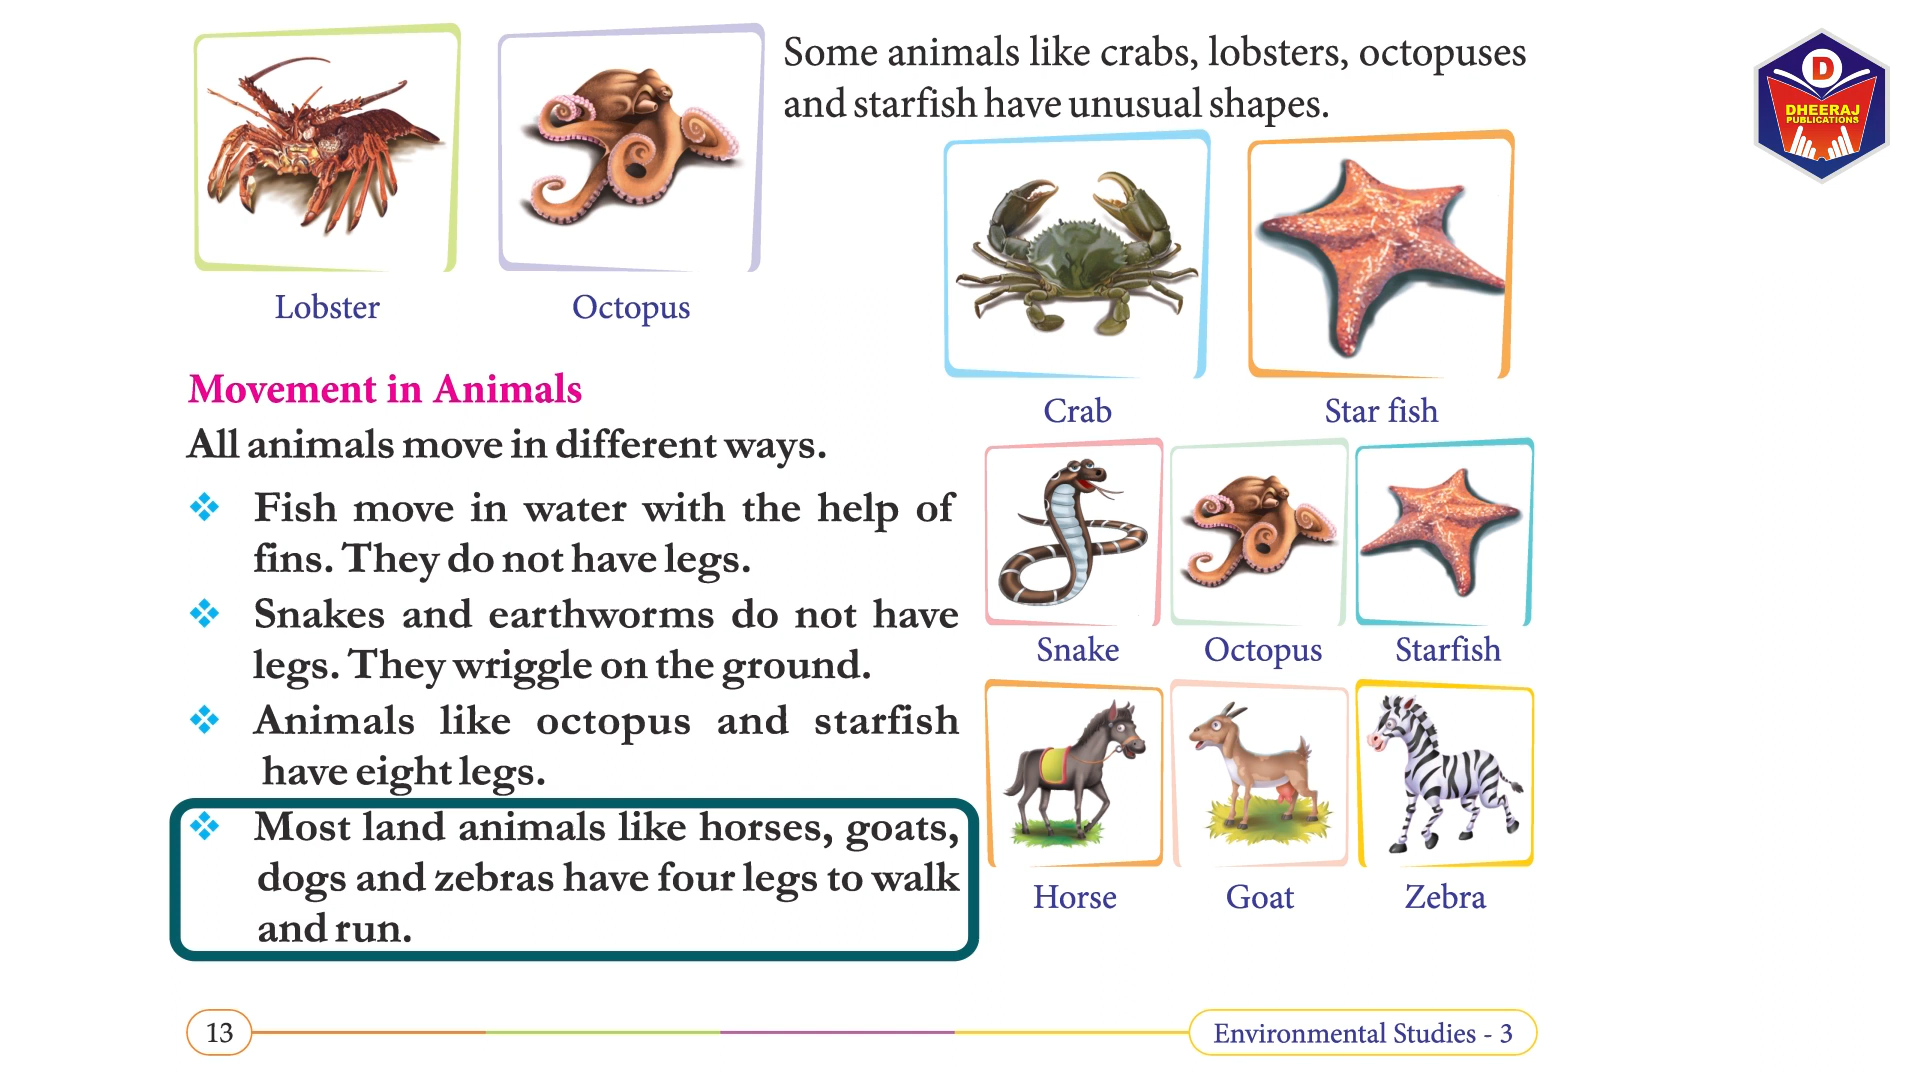 Some animals like crabs, lobsters, octopuses
and starfish have unusual shapes.
D
DHEERAJ
PUBLICATIONS
Lobster
Octopus
Crab
Star fish
Movement in Animals
All animals move in different ways.
❖ Fish move in water with the help of
fins. They do not have legs.
❖ Snakes and earthworms do not have
legs. They wriggle on the ground.
❖ Animals like octopus and starfish
have eight legs.
❖ Most land animals like horses, goats,
dogs and zebras have four legs to walk
and run.
Snake
Octopus
Starfish
Horse
Goat
Zebra
13
Environmental Studies - 3